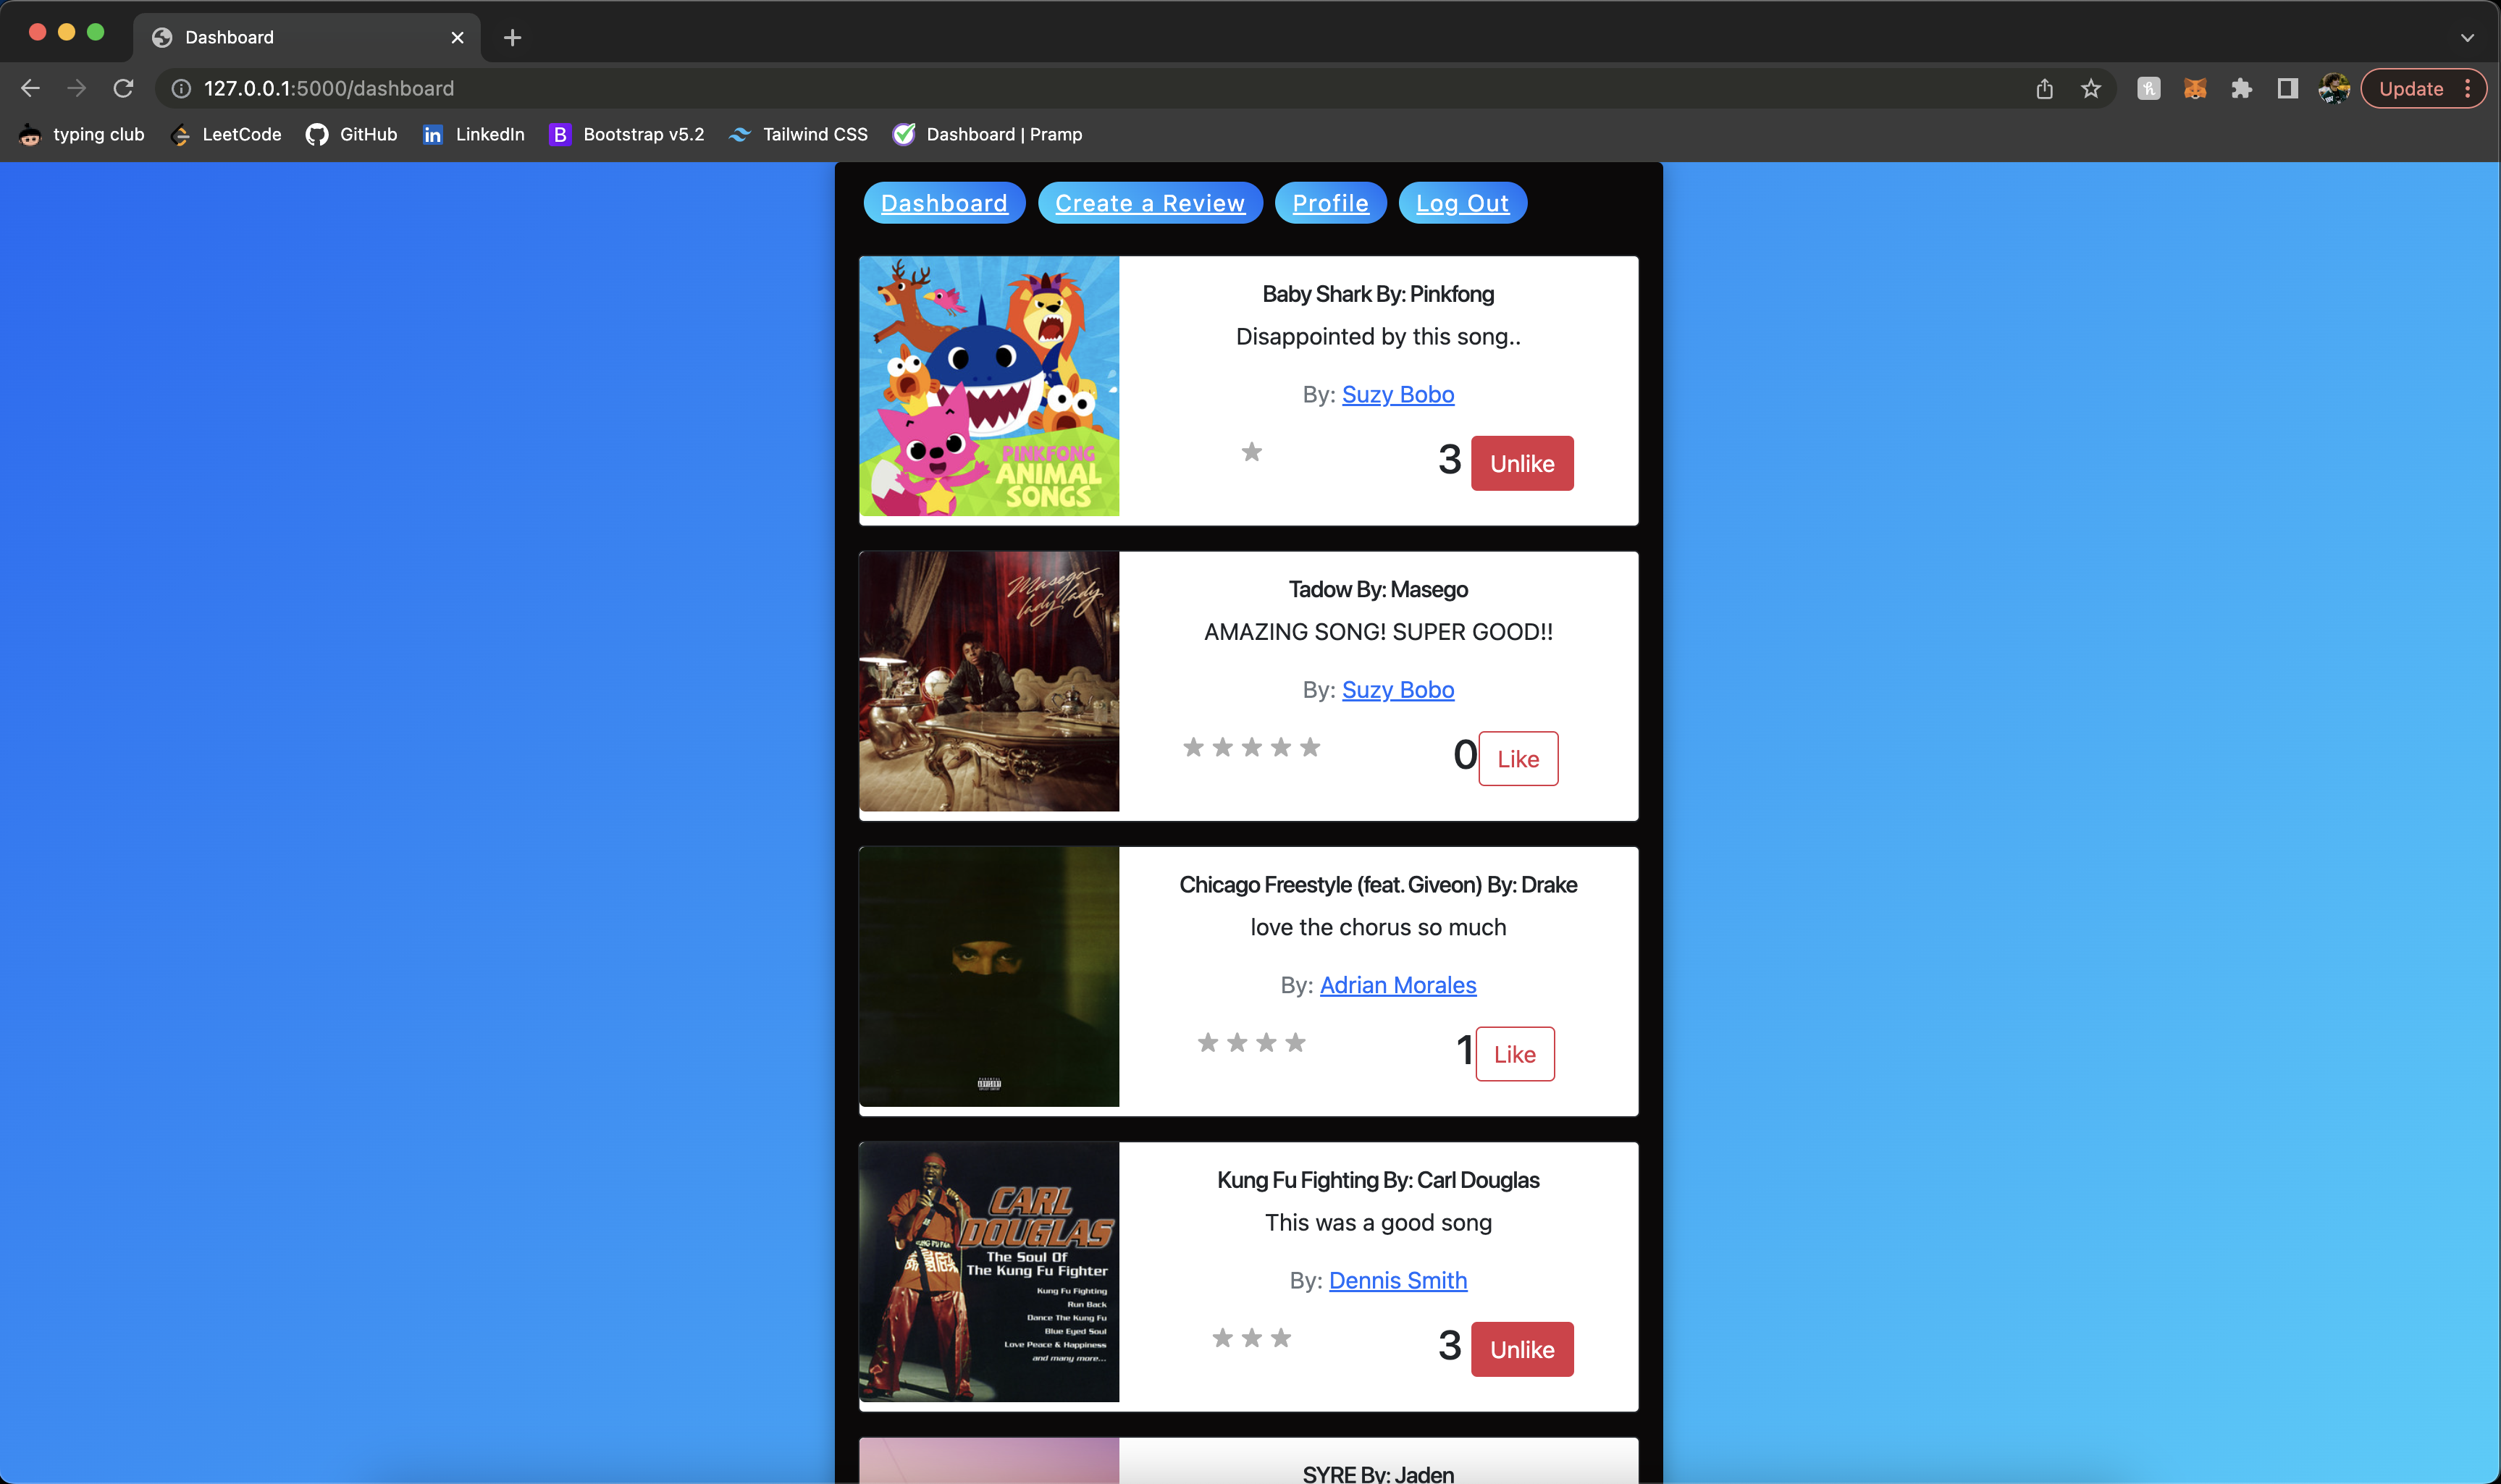 Dashboard
127.0.0.1:5000/dashboard
Update
typing club
LeetCode
GitHub
LinkedIn
Bootstrap v5.2
Tailwind CSS
Dashboard | Pramp
Dashboard
Create a Review
Profile
Log Out
PINKFONG
ANIMAL
SONGS
Baby Shark By: Pinkfong
Disappointed by this song..
By: Suzy Bobo
3
Unlike
Masego
lady lady
Tadow By: Masego
AMAZING SONG! SUPER GOOD!!
By: Suzy Bobo
0
Like
Chicago Freestyle (feat. Giveon) By: Drake
love the chorus so much
By: Adrian Morales
1
Like
CARL
DOUGLAS
The Soul Of
The Kung Fu Fighter
Kung Fu Fighting
Run Back
Dance The Kung Fu
Blue Eyed Soul
Love Peace & Happiness
and many more...
Kung Fu Fighting By: Carl Douglas
This was a good song
By: Dennis Smith
3
Unlike
SYRE By: Jaden